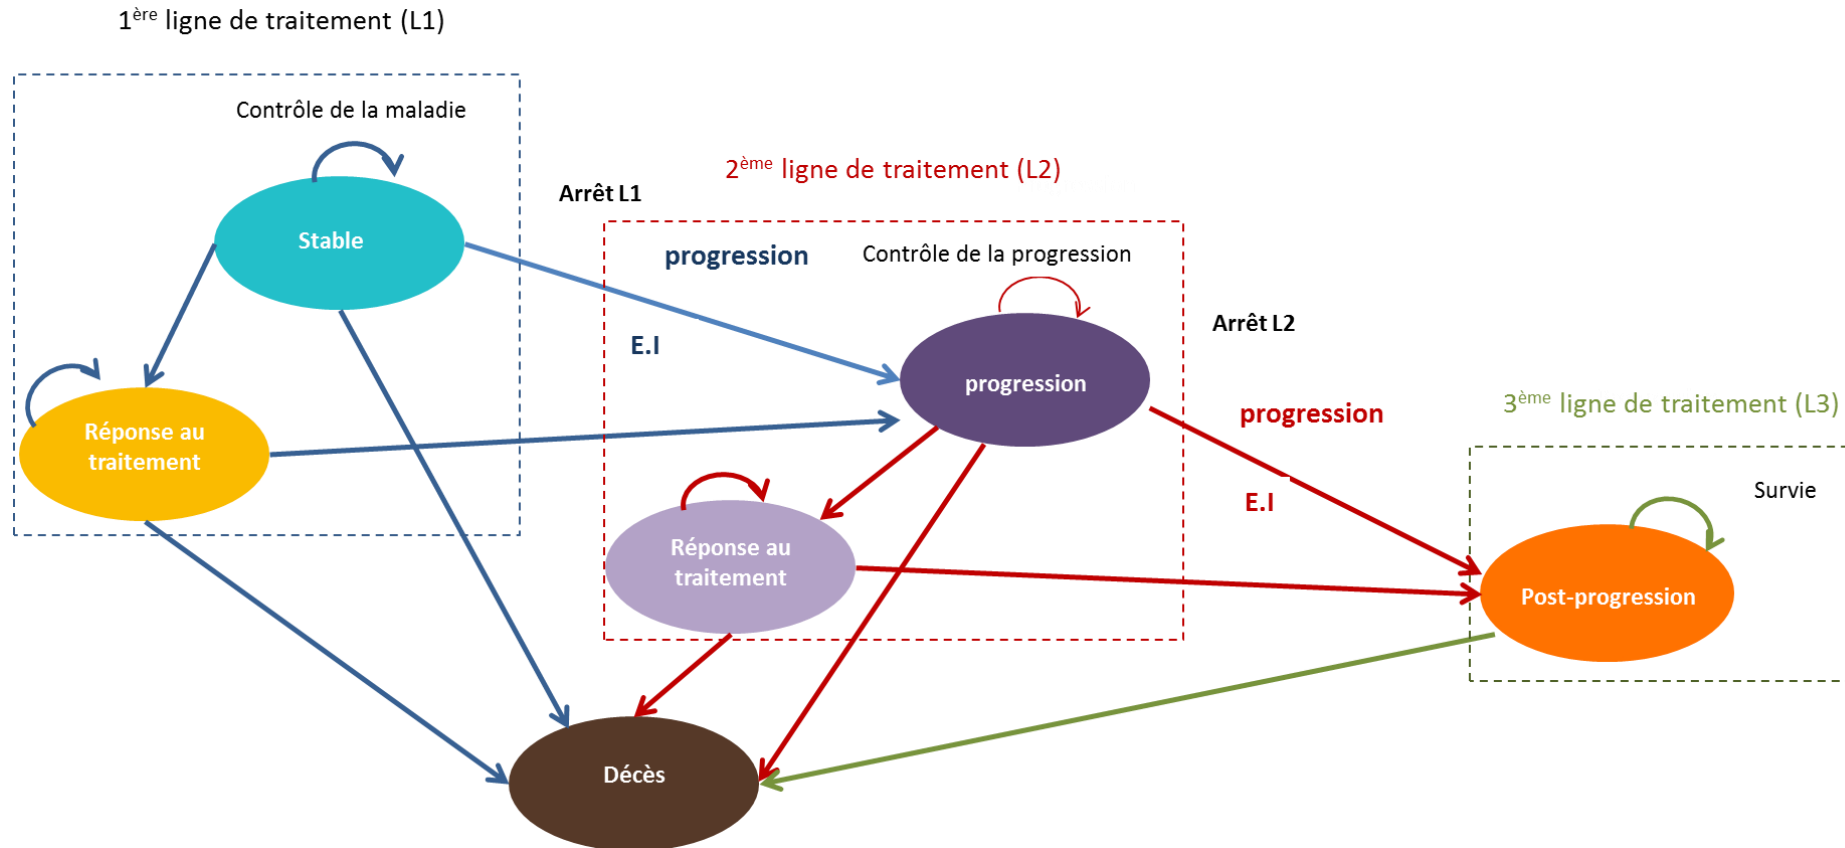 1ère ligne de traitement (L1)
Contrôle de la maladie
Stable
Réponse au
traitement
Arrêt L1
2ème ligne de traitement (L2)
progression
E.I
Contrôle de la progression
progression
Réponse au
traitement
Arrêt L2
progression
E.I
3ème ligne de traitement (L3)
Survie
Post-progression
Décès